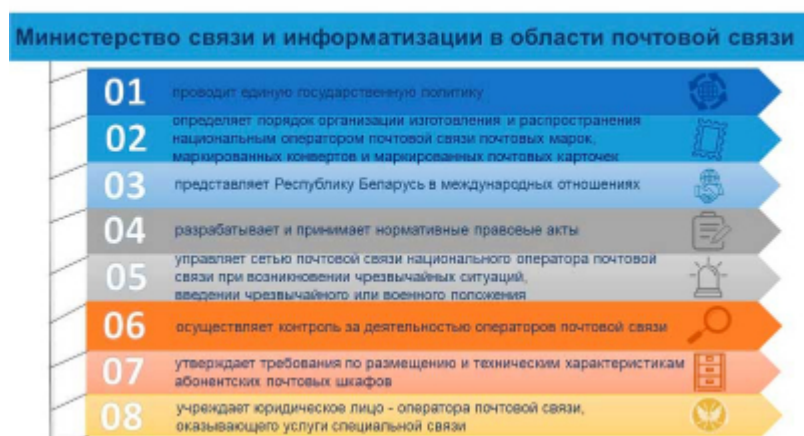 Министерство связи и информатизации в области почтовой связи
01
проводит единую государственную политику
02
определяет порядок организации изготовления и распространения
национальным оператором почтовой связи почтовых марок,
маркированных конвертов и маркированных почтовых карточек
03
представляет Республику Беларусь в международных отношениях
04
разрабатывает и принимает нормативные правовые акты
05
управляет сетью почтовой связи национального оператора почтовой
связи при возникновении чрезвычайных ситуаций,
введении чрезвычайного или военного положения
06
осуществляет контроль за деятельностью операторов почтовой связи
07
утверждает требования по размещению и техническим характеристикам
абонентских почтовых шкафов
08
учреждает юридическое лицо - оператора почтовой связи,
оказывающего услуги специальной связи